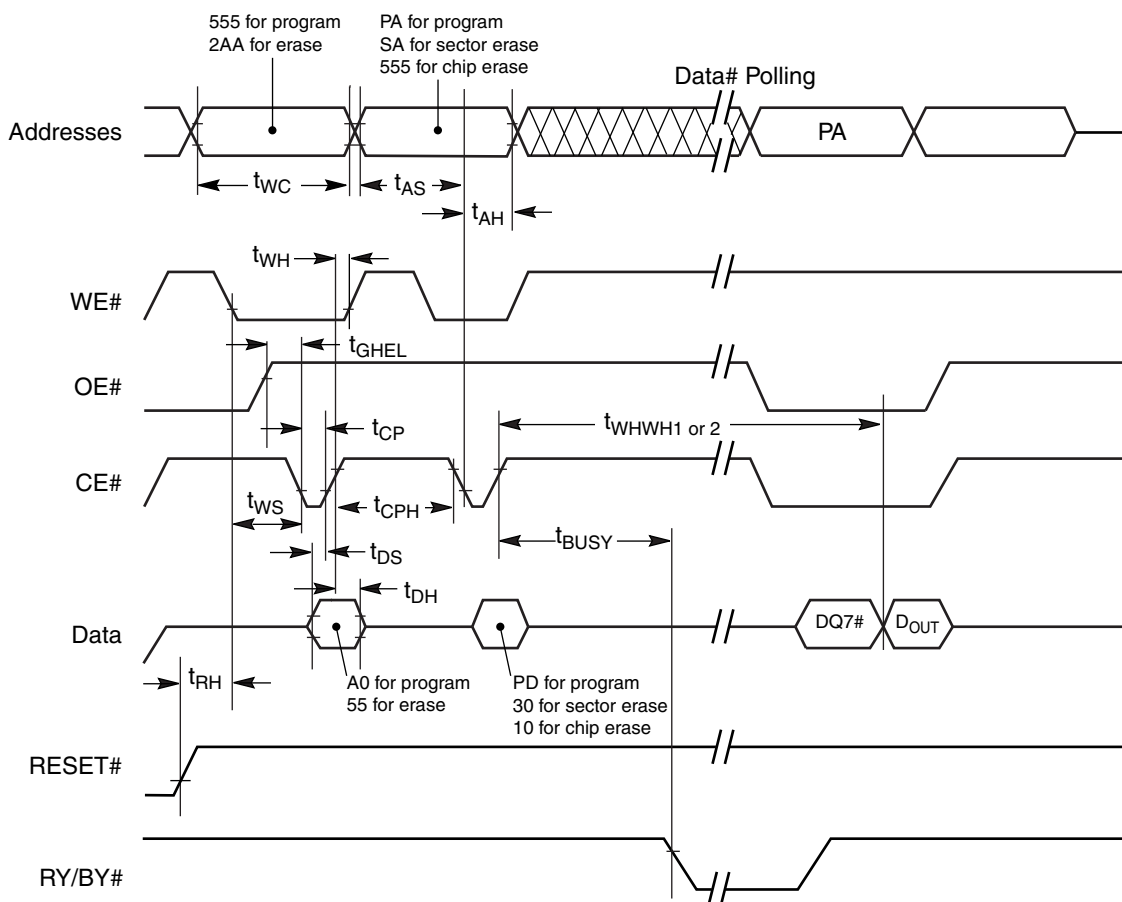 555 for program
2AA for erase
PA for program
SA for sector erase
555 for chip erase
Data# Polling
Addresses
PA
tWC
tAS
tAH
tWH
WE#
tGHEL
OE#
tWHWH1 or 2
tCP
CE#
tWS
tCPH
tBUSY
tDS
tDH
Data
DQ7#
DOUT
tRH
A0 for program
55 for erase
PD for program
30 for sector erase
10 for chip erase
RESET#
RY/BY#